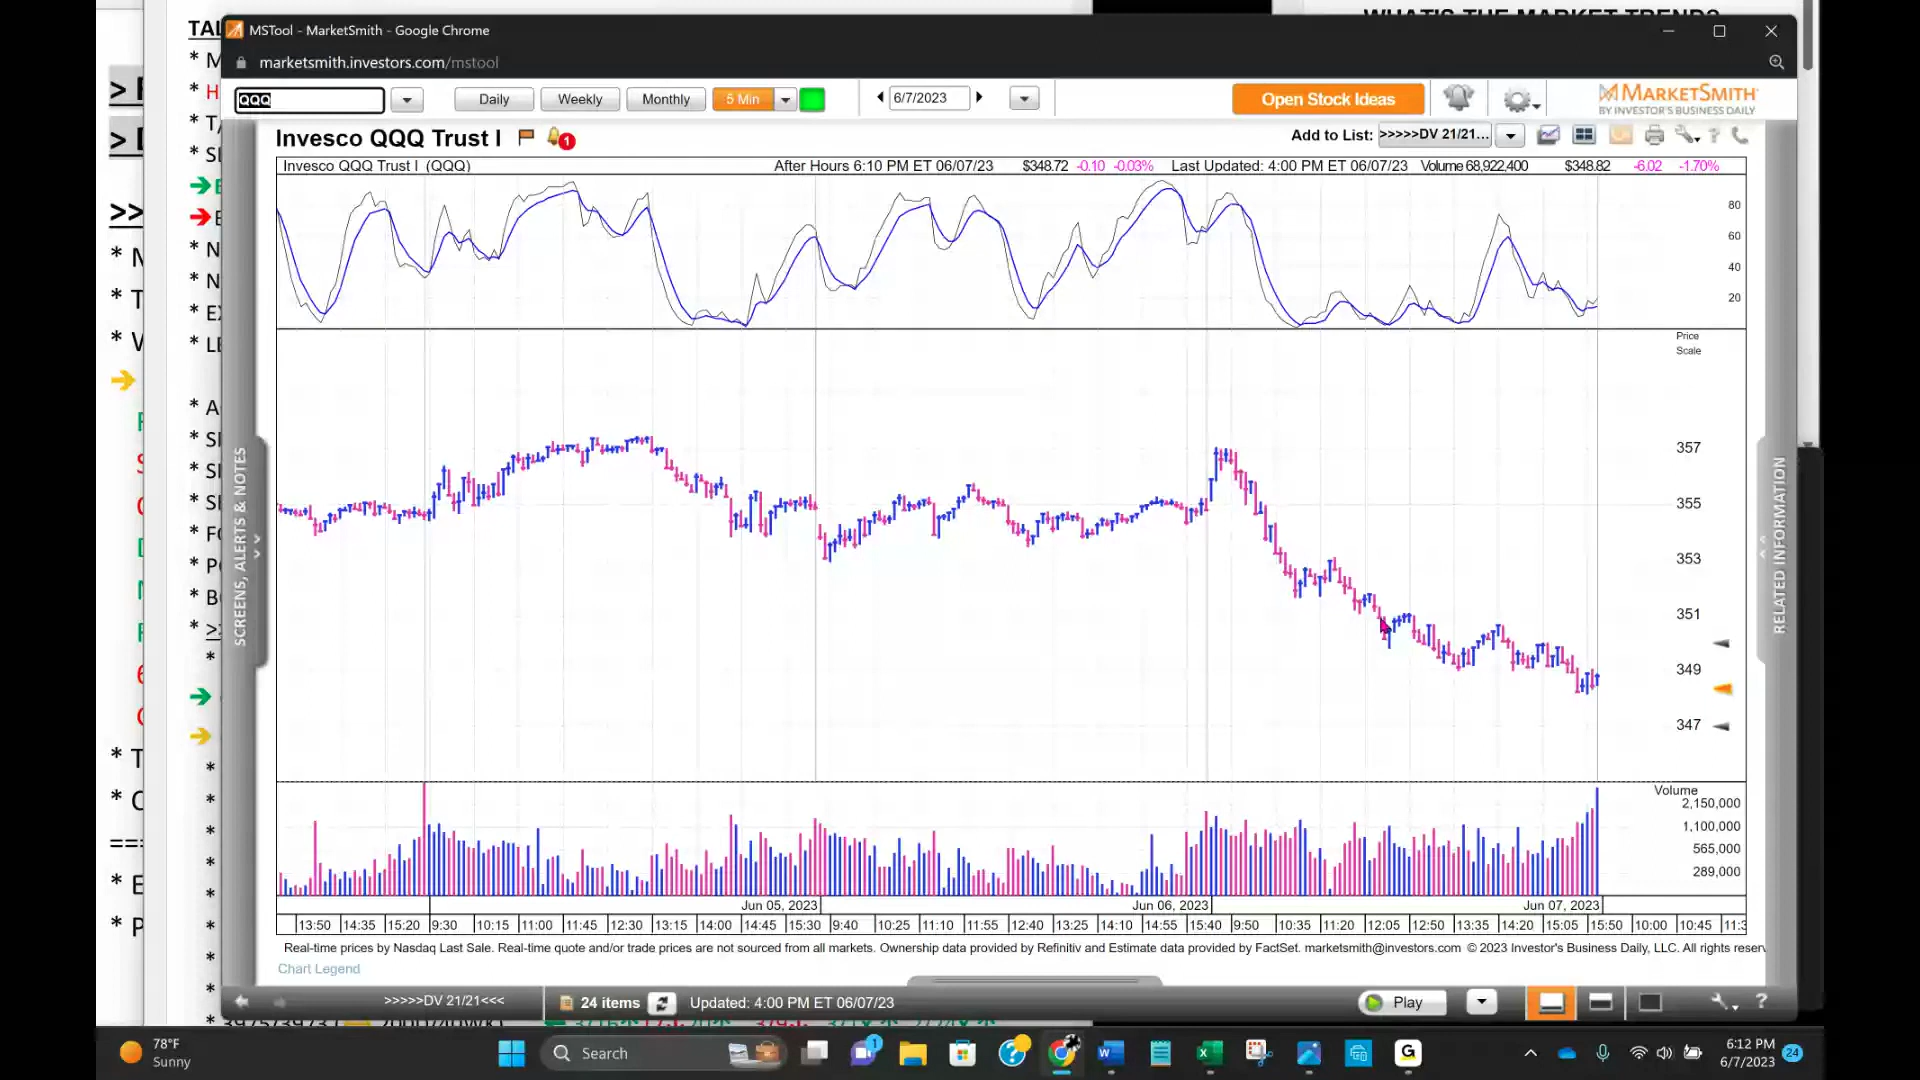 WHAT'S THE MARKET TREND?
MSTool - MarketSmith - Google Chrome
marketsmith.investors.com/mstool
QQQ
Daily
Weekly
Monthly
5 Min
6/7/2023
Open Stock Ideas
MARKETSMITH
BY INVESTOR'S BUSINESS DAILY
Invesco QQQ Trust I
1
Add to List:
>>>>>DV 21/21...
Invesco QQQ Trust I (QQQ)
After Hours 6:10 PM ET 06/07/23 $348.72 -0.10 -0.03% Last Updated: 4:00 PM ET 06/07/23 Volume 68,922,400 $348.82 -6.02 -1.70%
80
60
40
20
Price
Scale
357
355
353
351
349
347
Volume
2,150,000
1,100,000
565,000
289,000
SCREENS, ALERTS & NOTES
RELATED INFORMATION
Jun 05, 2023
Jun 06, 2023
Jun 07, 2023
13:50 14:35 15:20 9:30 10:15 11:00 11:45 12:30 13:15 14:00 14:45 15:30 9:40 10:25 11:10 11:55 12:40 13:25 14:10 14:55 15:40 9:50 10:35 11:20 12:05 12:50 13:35 14:20 15:05 15:50 10:00 10:45 11:3
Real-time prices by Nasdaq Last Sale. Real-time quote and/or trade prices are not sourced from all markets. Ownership data provided by Refinitiv and Estimate data provided by FactSet. marketsmith@investors.com © 2023 Investor's Business Daily, LLC. All rights reserv
Chart Legend
>>>>>DV 21/21<<<
24 items
Updated: 4:00 PM ET 06/07/23
Play
?
78°F
Sunny
Search
1
6:12 PM
6/7/2023
24